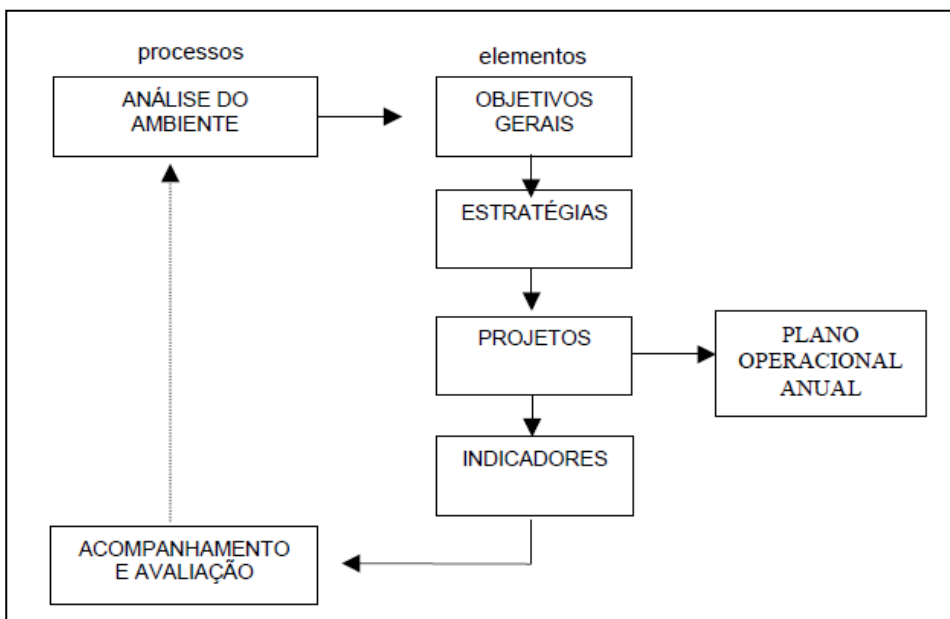 processos
elementos
ANÁLISE DO
AMBIENTE
OBJETIVOS
GERAIS
ESTRATÉGIAS
PROJETOS
PLANO
OPERACIONAL
ANUAL
INDICADORES
ACOMPANHAMENTO
E AVALIAÇÃO